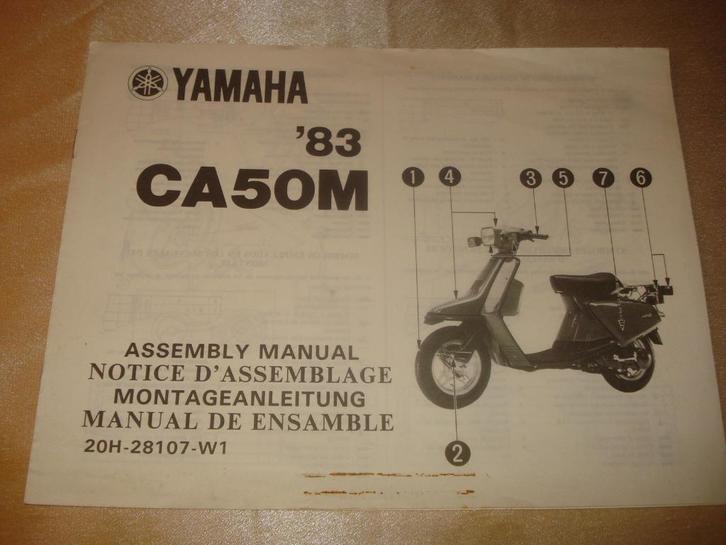 YAMAHA
'83
CA50M
1 4 3 5 7 6
2
ASSEMBLY MANUAL
NOTICE D'ASSEMBLAGE
MONTAGEANLEITUNG
MANUAL DE ENSAMBLE
20H-28107-W1